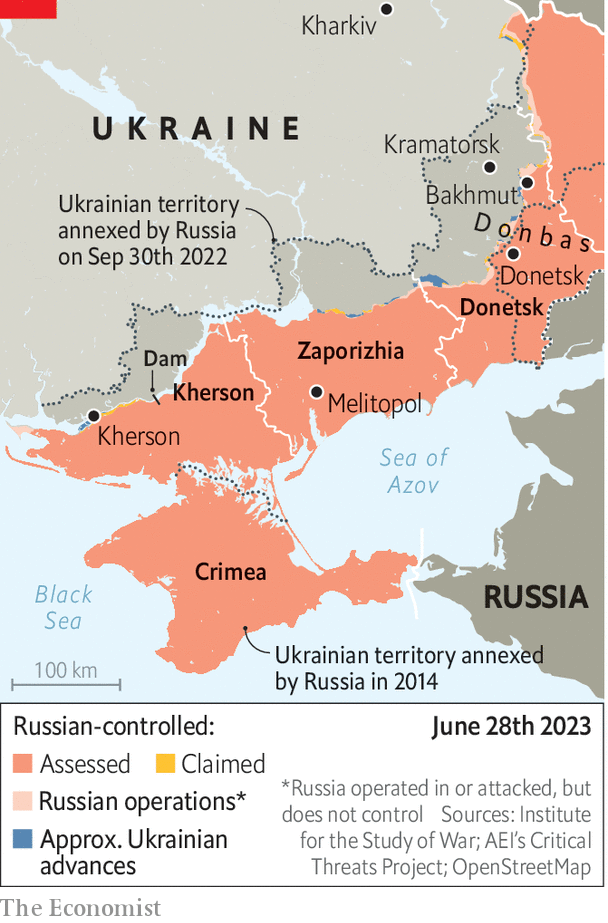 Kharkiv
UKRAINE
Kramatorsk
Bakhmut
Ukrainian territory
annexed by Russia
on Sep 30th 2022
Donbas
Donetsk
Donetsk
Zaporizhia
Dam
Kherson
Melitopol
Kherson
Sea of
Azov
Crimea
Black
Sea
RUSSIA
Ukrainian territory annexed
by Russia in 2014
100 km
Russian-controlled:
June 28th 2023
Assessed
Claimed
Russian operations*
Approx. Ukrainian
advances
*Russia operated in or attacked, but
does not control Sources: Institute
for the Study of War; AEI's Critical
Threats Project; OpenStreetMap
The Economist